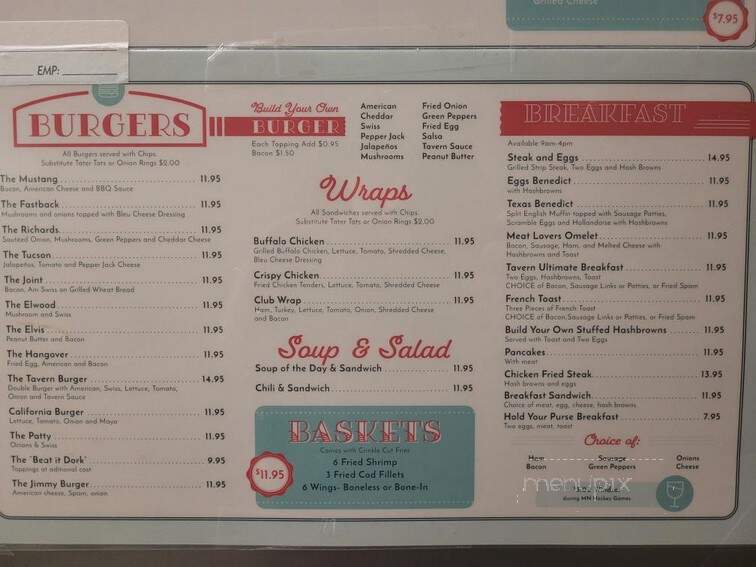 Grilled Cheese
$7.95
EMP:
BURGERS
All Burgers served with Chips.
Substitute Tater Tots or Onion Rings $2.00
The Mustang 11.95
Bacon, American Cheese and BBQ Sauce
The Fastback 11.95
Mushrooms and onions topped with Bleu Cheese Dressing
The Richards 11.95
Sauteed Onion, Mushrooms, Green Peppers and Cheddar Cheese
The Tucson 11.95
Jalapeños, Tomato and Pepper Jack Cheese
The Joint 11.95
Bacon, Am Swiss on Grilled Wheat Bread
The Elwood 11.95
Mushroom and Swiss
The Elvis 11.95
Peanut Butter and Bacon
The Hangover 11.95
Fried Egg, American and Bacon
The Tavern Burger 14.95
Double Burger with American, Swiss, Lettuce, Tomato,
Onion and Tavern Sauce
California Burger 11.95
Lettuce, Tomato, Onion and Mayo
The Patty 11.95
Onions & Swiss
The "Beat it Dork" 9.95
Toppings at aditional cost
The Jimmy Burger 11.95
American cheese, Spam, onion
Build Your Own
BURGER
Each Topping Add $0.95
Bacon $1.50
American
Cheddar
Swiss
Pepper Jack
Jalapeños
Mushrooms
Fried Onion
Green Peppers
Fried Egg
Salsa
Tavern Sauce
Peanut Butter
Wraps
All Sandwiches served with Chips.
Substitute Tater Tots or Onion Rings $2.00
Buffalo Chicken 11.95
Grilled Buffalo Chicken, Lettuce, Tomato, Shredded Cheese,
Bleu Cheese Dressing
Crispy Chicken 11.95
Fried Chicken Tenders, Lettuce, Tomato, Shredded Cheese
Club Wrap 11.95
Ham, Turkey, Lettuce, Tomato, Onion, Shredded Cheese
and Bacon
Soup & Salad
Soup of the Day & Sandwich 11.95
Chili & Sandwich 11.95
BASKETS
Comes with Crinkle Cut Fries
6 Fried Shrimp
3 Fried Cod Fillets
6 Wings- Boneless or Bone-In
$11.95
BREAKFAST
Available 9am-4pm
Steak and Eggs 14.95
Grilled Strip Steak, Two Eggs and Hash Browns
Eggs Benedict 11.95
with Hashbrowns
Texas Benedict 11.95
Split English Muffin topped with Sausage Patties,
Scramble Eggs and Hollandaise with Hashbrowns
Meat Lovers Omelet 11.95
Bacon, Sausage, Ham, and Melted Cheese with
Hashbrowns and Toast
Tavern Ultimate Breakfast 11.95
Two Eggs, Hashbrowns, Toast
CHOICE of Bacon, Sausage Links or Patties, or Fried Spam
French Toast 11.95
Three Pieces of French Toast
CHOICE of Bacon,Sausage Links or Patties, or Fried Spam
Build Your Own Stuffed Hashbrowns 11.95
Served with Toast and Two Eggs
Pancakes 11.95
With meat
Chicken Fried Steak 13.95
Hash browns and eggs
Breakfast Sandwich 11.95
Choice of meat, egg, cheese, hash browns
Hold Your Purse Breakfast 7.95
Two eggs, meat, toast
Choice of:
Ham
Bacon
Sausage
Green Peppers
Onions
Cheese
during MN Hockey Games
menupix